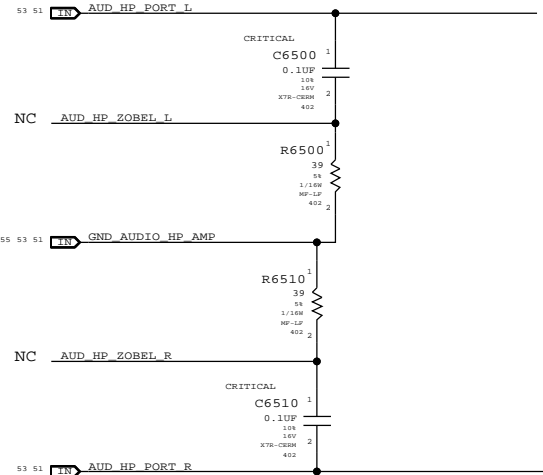 53 51 IN AUD_HP_PORT_L
CRITICAL
C6500 1
0.1UF
10%
16V
X7R-CERM 2
402
NC AUD_HP_ZOBEL_L
R6500 1
39
5%
1/16W
MF-LF
402 2
55 53 51 IN GND_AUDIO_HP_AMP
R6510 1
39
5%
1/16W
MF-LF
402 2
NC AUD_HP_ZOBEL_R
CRITICAL
C6510 1
0.1UF
10%
16V
X7R-CERM 2
402
53 51 IN AUD_HP_PORT_R